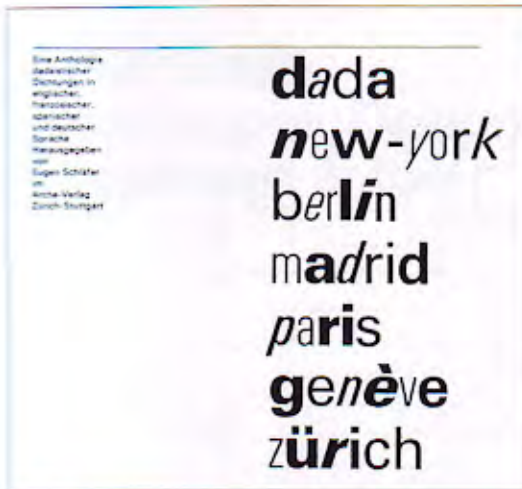 Eine Anthologie
dadaistischer
Dichtungen in
englischer,
französischer,
spanischer
und deutscher
Sprache
Herausgegeben
von
Eugen Schläfer
im
Arche-Verlag
Zürich-Stuttgart
dada
new-york
berlin
madrid
paris
genève
zürich